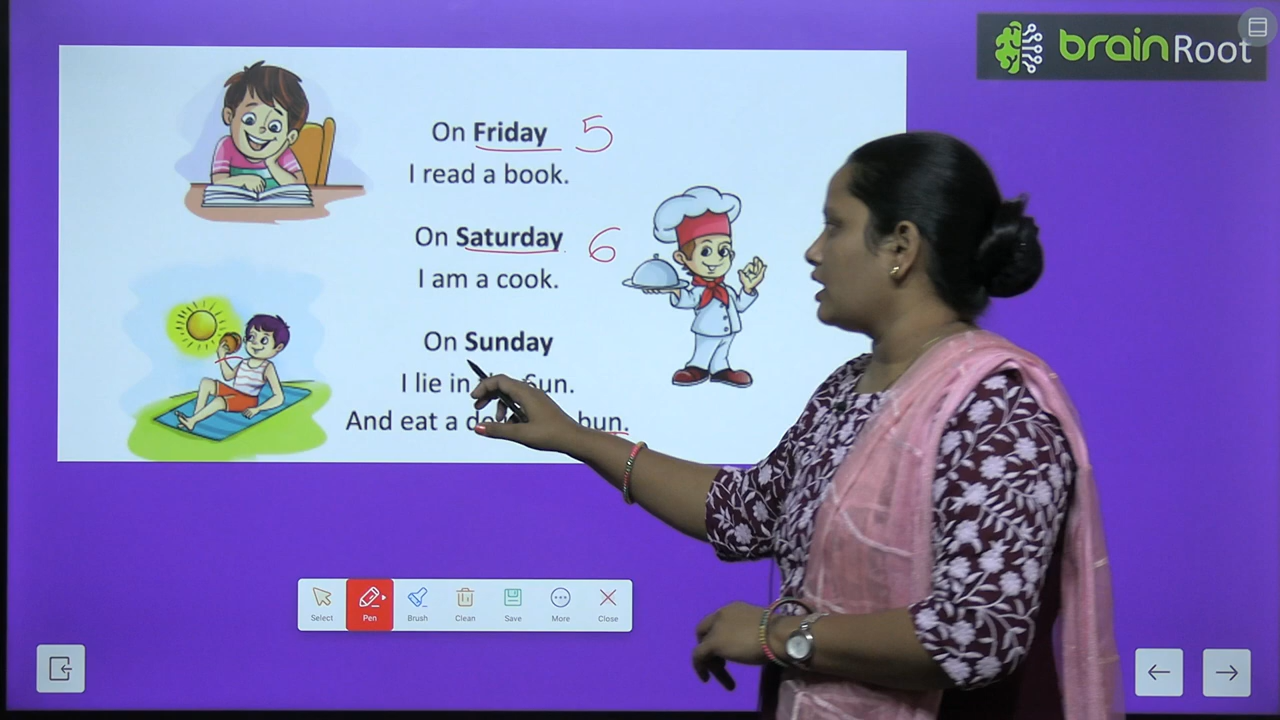 brainRoot
On Friday 5
I read a book.
On Saturday 6
I am a cook.
On Sunday
I lie in Sun.
And eat a bun.
Select
Pen
Brush
Clean
Save
More
Close